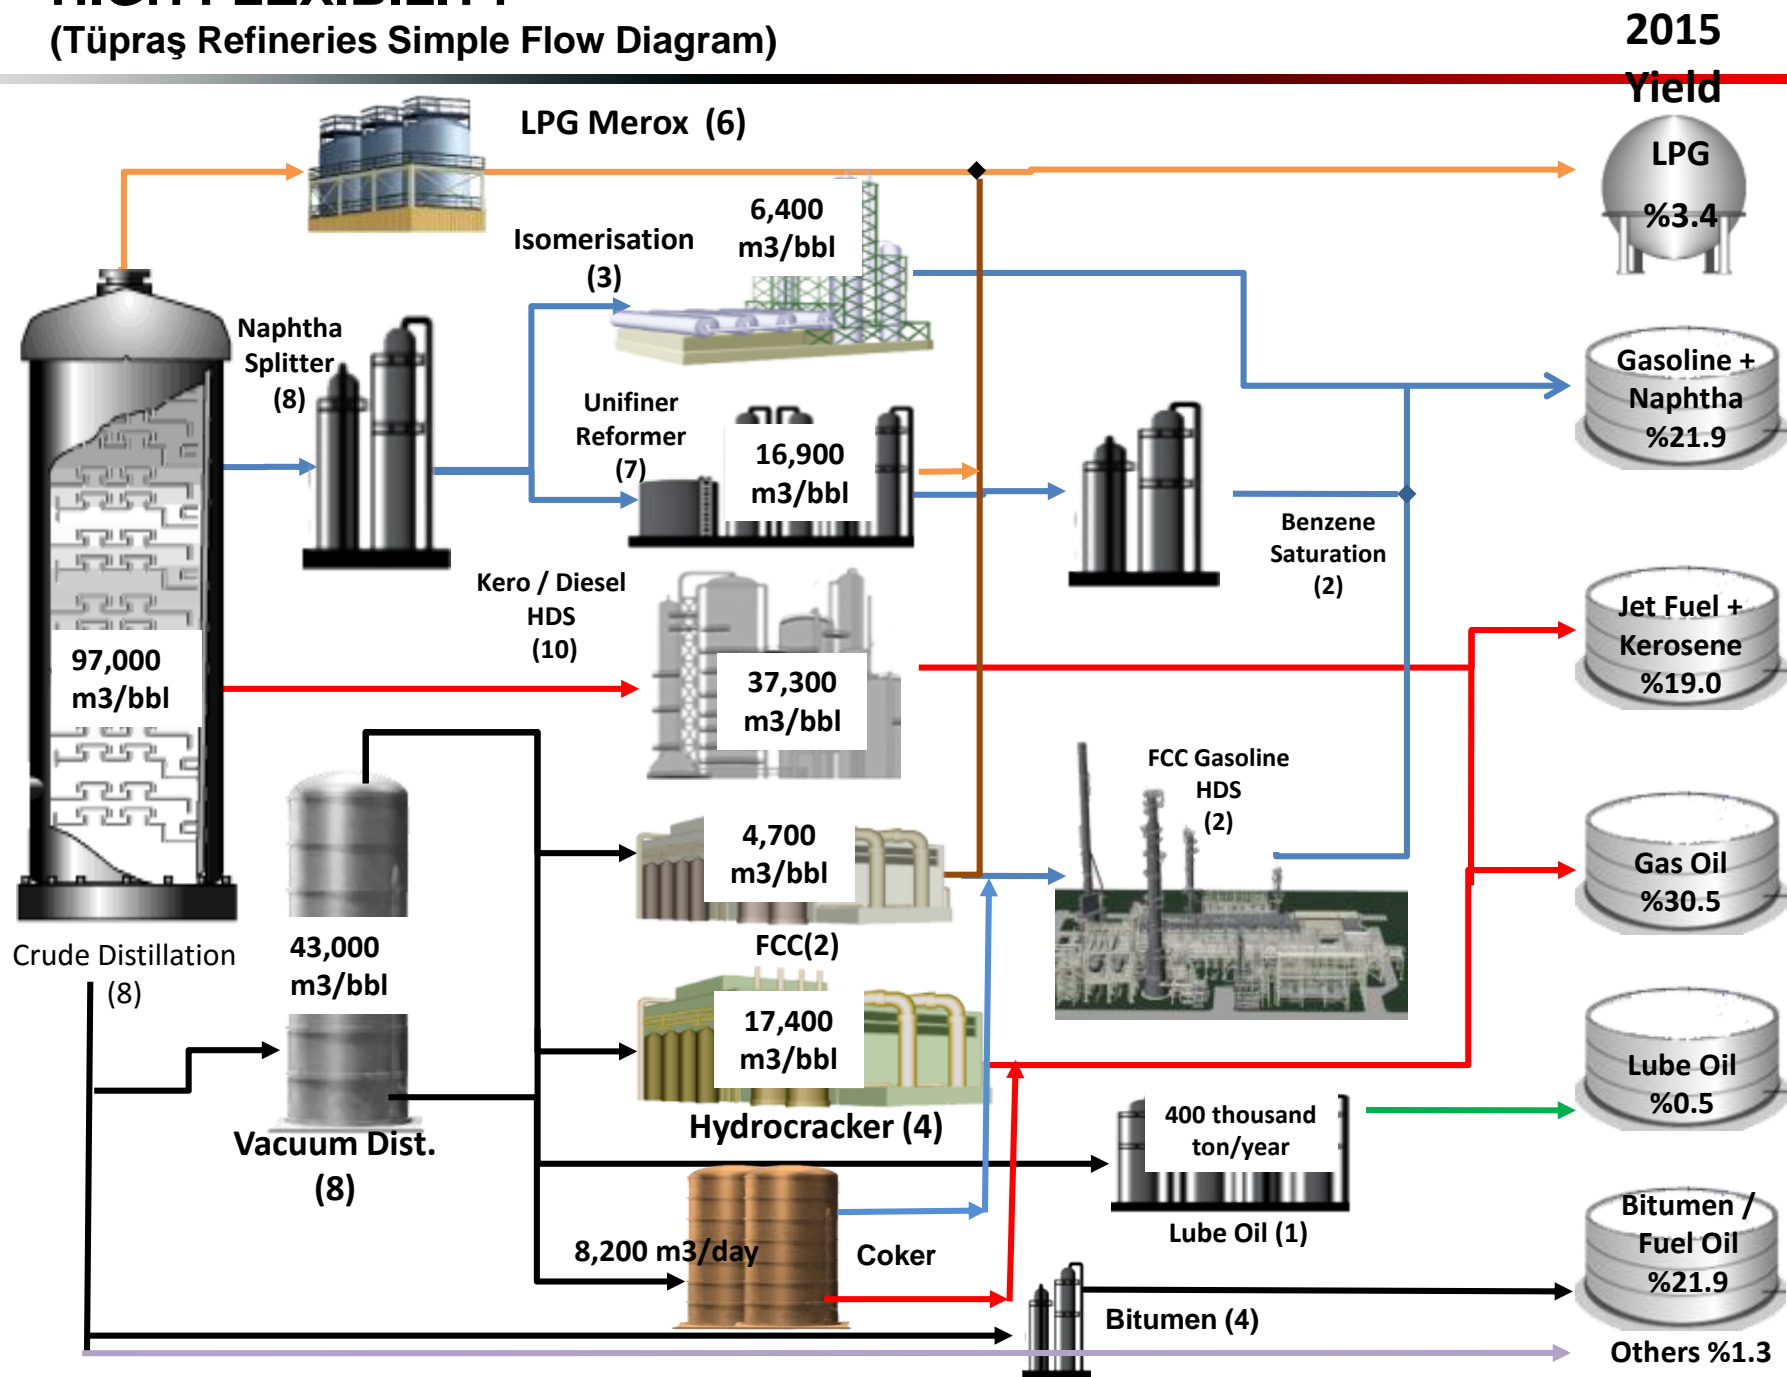 HIGH FLEXIBILITY
(Tüpraş Refineries Simple Flow Diagram)
2015
Yield
LPG Merox (6)
LPG
%3.4
6,400
m3/bbl
Isomerisation
(3)
Naphtha
Splitter
(8)
Gasoline +
Naphtha
%21.9
Unifiner
Reformer
(7)
16,900
m3/bbl
Benzene
Saturation
(2)
Kero / Diesel
HDS
(10)
Jet Fuel +
Kerosene
%19.0
97,000
m3/bbl
37,300
m3/bbl
FCC Gasoline
HDS
(2)
4,700
m3/bbl
FCC(2)
Gas Oil
%30.5
43,000
m3/bbl
Crude Distillation
(8)
17,400
m3/bbl
Hydrocracker (4)
Lube Oil
%0.5
400 thousand
ton/year
Vacuum Dist.
(8)
Lube Oil (1)
Bitumen /
Fuel Oil
%21.9
8,200 m3/day
Coker
Bitumen (4)
Others %1.3